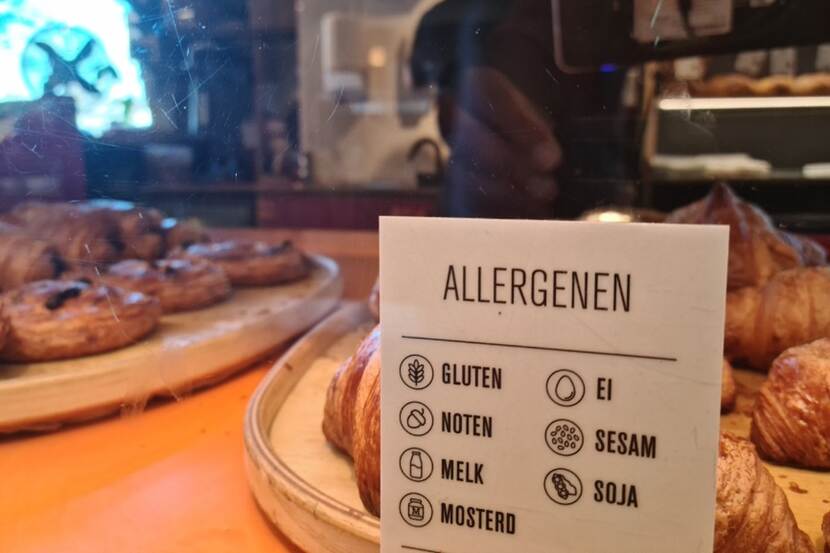 ALLERGENEN
GLUTEN
NOTEN
MELK
MOSTERD
EI
SESAM
SOJA